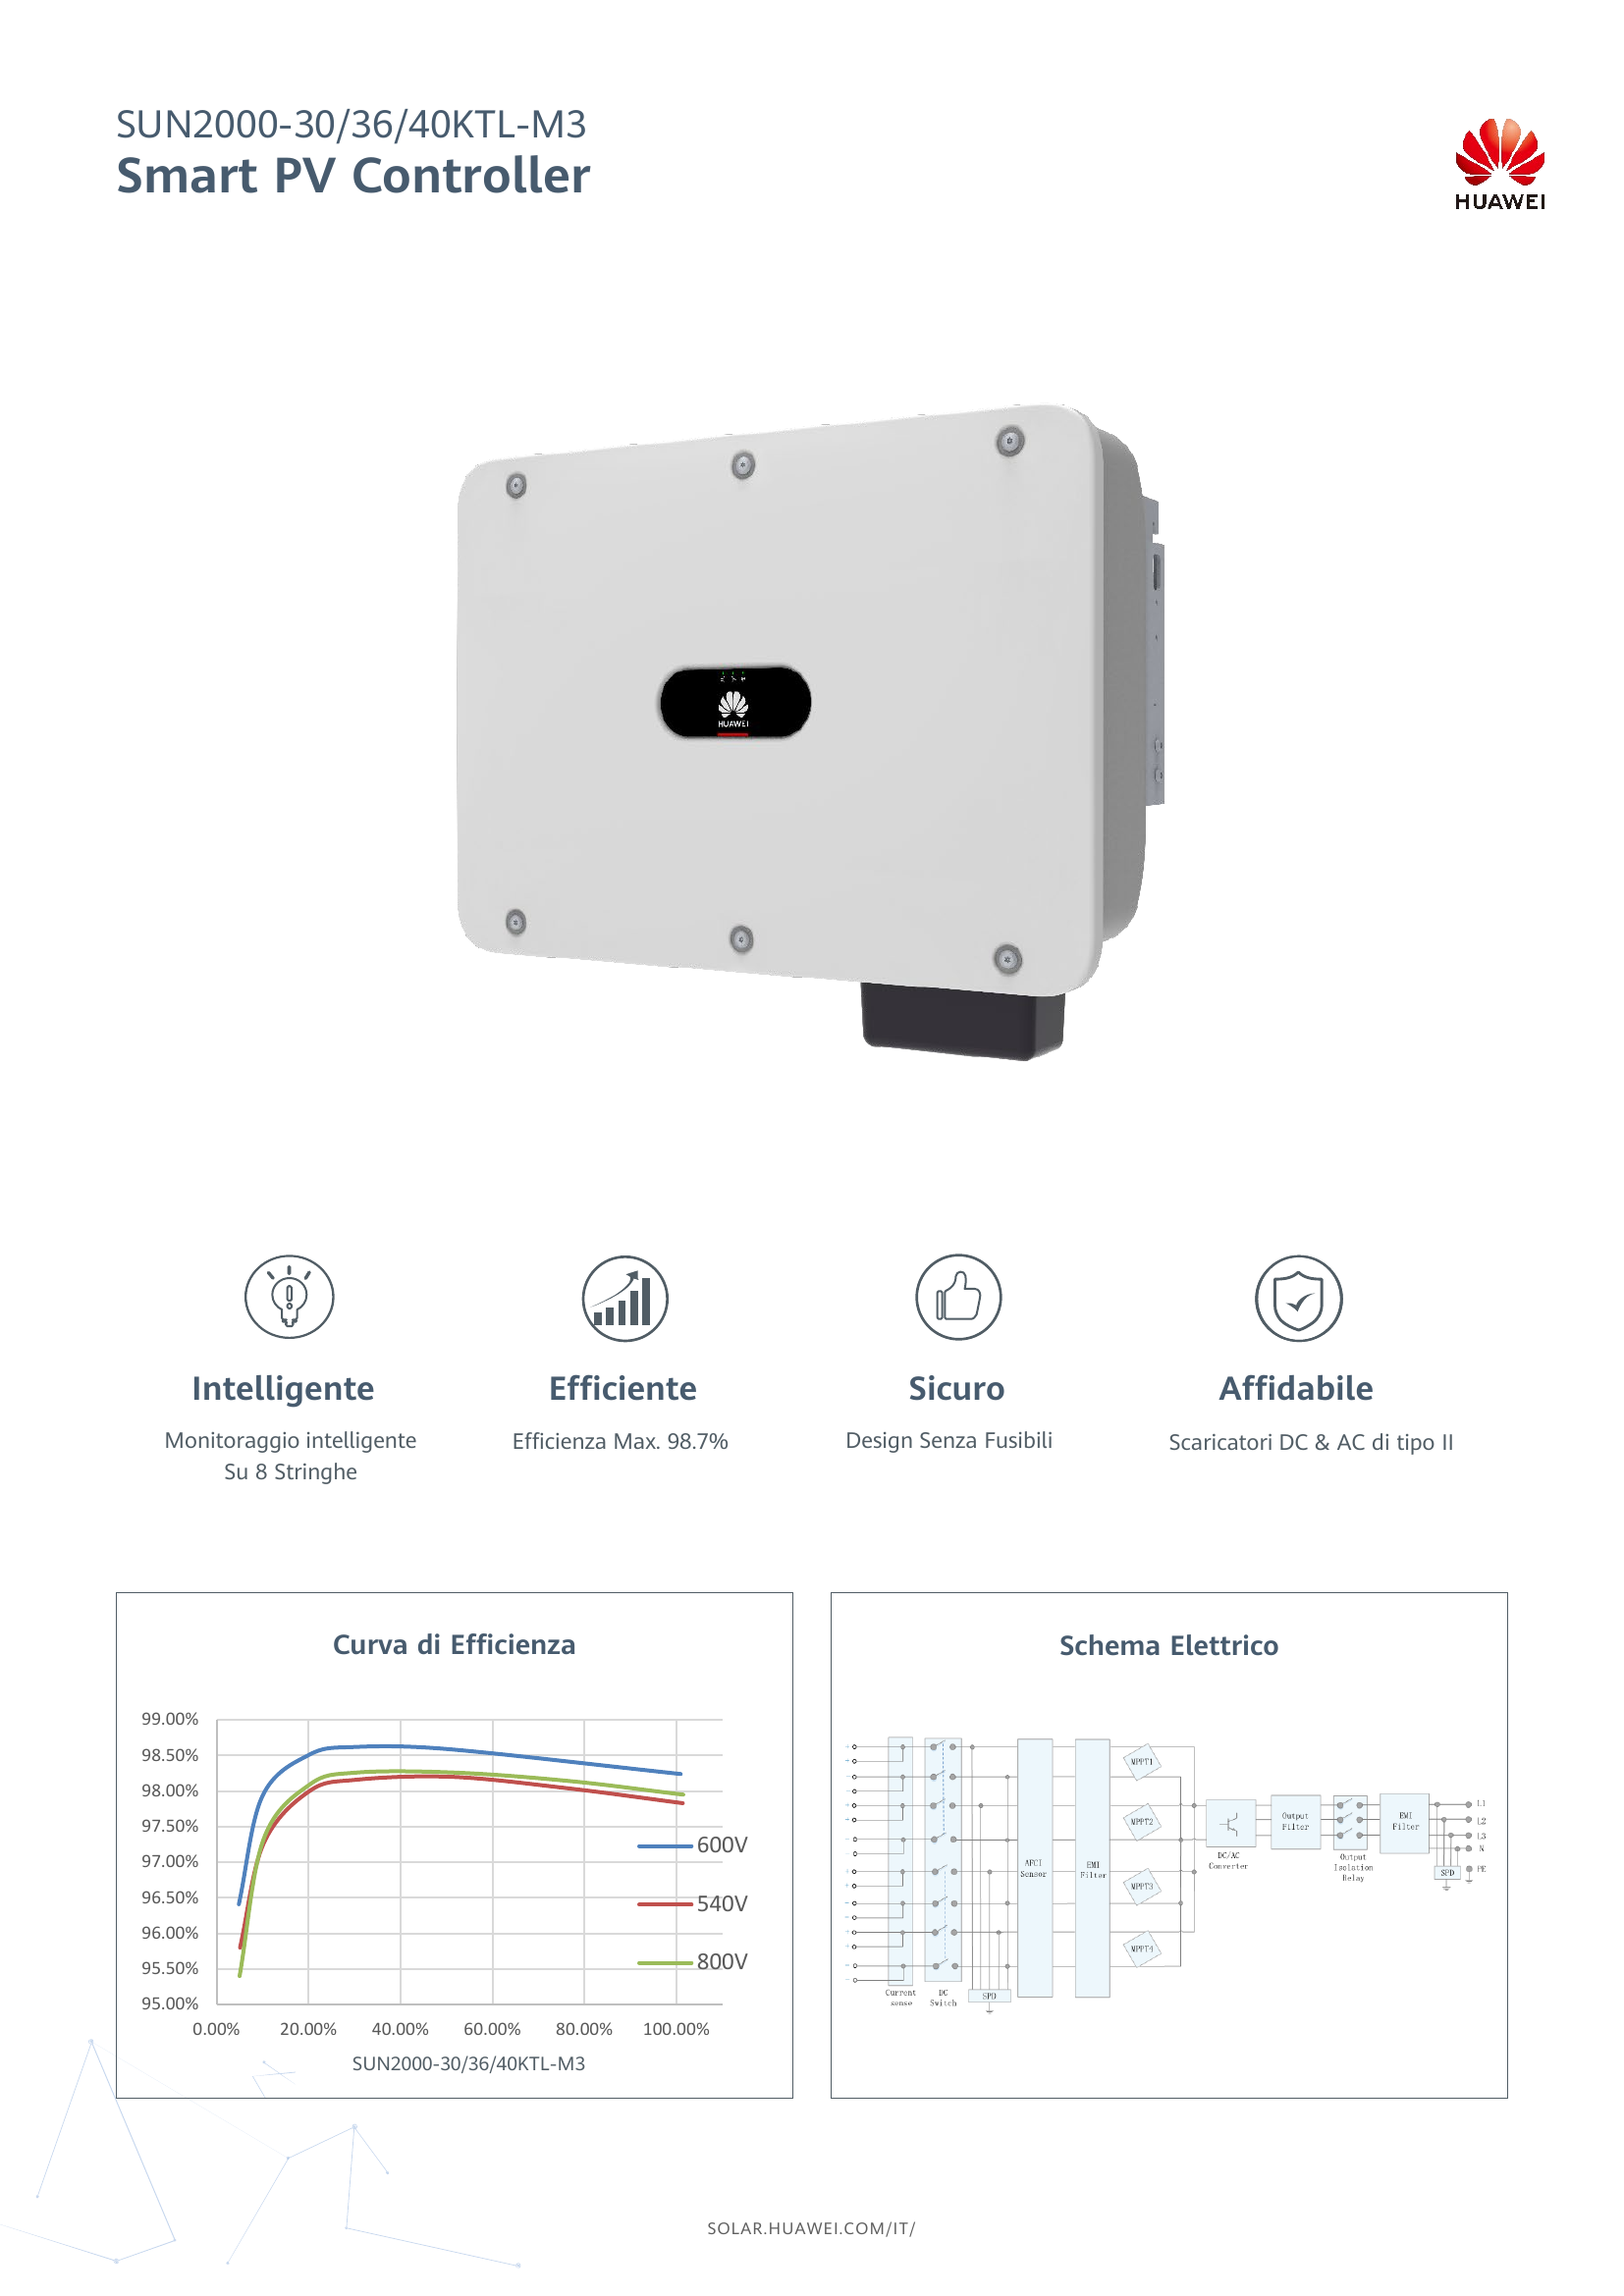 SUN2000-30/36/40KTL-M3
Smart PV Controller
HUAWEI
HUAWEI
Intelligente
Monitoraggio intelligente
Su 8 Stringhe
Efficiente
Efficienza Max. 98.7%
Sicuro
Design Senza Fusibili
Affidabile
Scaricatori DC & AC di tipo II
Curva di Efficienza
99.00%
98.50%
98.00%
97.50%
97.00%
96.50%
96.00%
95.50%
95.00%
0.00% 20.00% 40.00% 60.00% 80.00% 100.00%
600V
540V
800V
SUN2000-30/36/40KTL-M3
Schema Elettrico
Current
sense
DC
Switch
SPD
AFCI
Sensor
EMI
Filter
MPPT1
MPPT2
MPPT3
MPPT4
DC/AC
Converter
Output
Filter
Output
Isolation
Relay
EMI
Filter
SPD
L1
L2
L3
N
PE
SOLAR.HUAWEI.COM/IT/